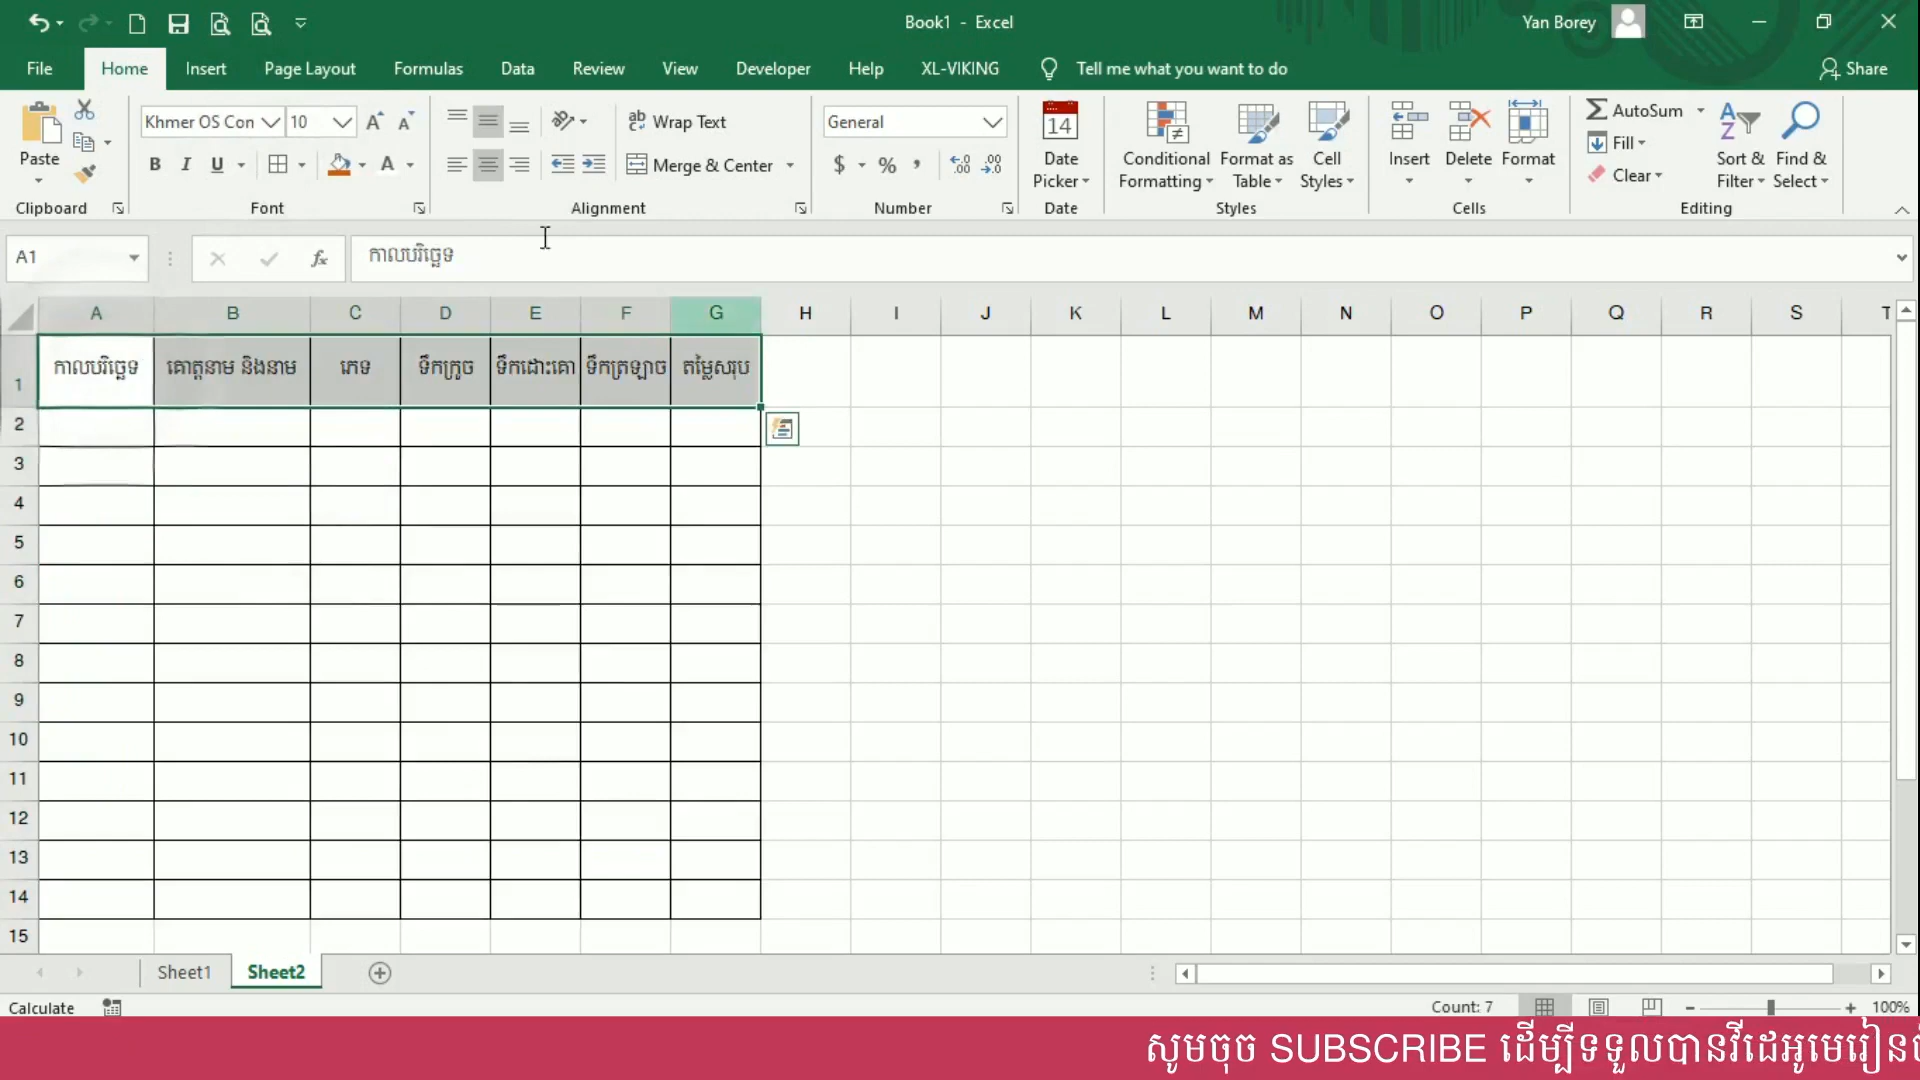 Book1 - Excel
Yan Borey
File Home Insert Page Layout Formulas Data Review View Developer Help XL-VIKING Tell me what you want to do Share
Paste
Clipboard
Khmer OS Con 10
B I U A
Font
Wrap Text
Merge & Center
Alignment
General
$ % ,
Number
14
Date Picker
Date
Conditional Formatting
Format as Table
Cell Styles
Styles
Insert Delete Format
Cells
AutoSum
Fill
Clear
Sort & Filter
Find & Select
Editing
A1 fx កាលបរិច្ឆេទ
A B C D E F G H I J K L M N O P Q R S T
1 កាលបរិច្ឆេទ គោត្តនាម និងនាម ភេទ ទឹកក្រូច ទឹកដោះគោ ទឹកត្រឡាច តម្លៃសរុប
2
3
4
5
6
7
8
9
10
11
12
13
14
15
Sheet1 Sheet2
Calculate Count: 7 100%
សូមចុច SUBSCRIBE ដើម្បីទទួលបានវីដេអូមេរៀន